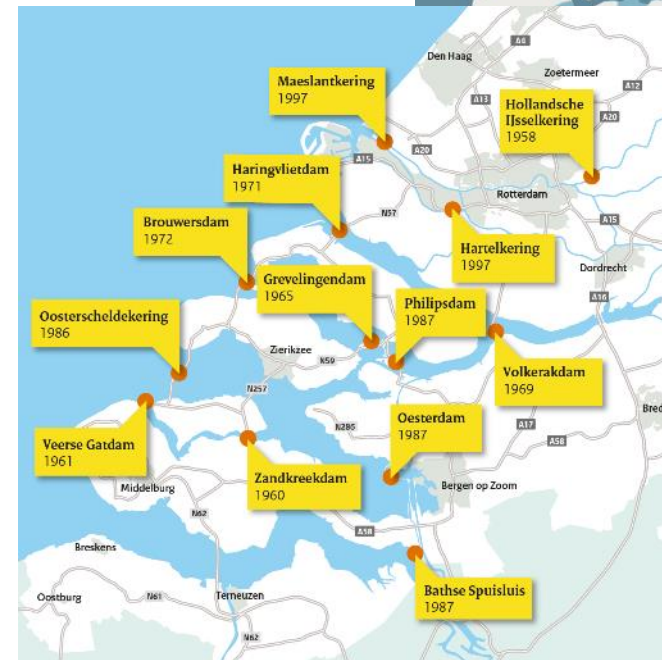 Den Haag
A4
Zoetermeer
A12
Maeslantkering
1997
A13
Hollandsche
IJsselkering
1958
A20
A20
A15
Haringvlietdam
1971
Rotterdam
N57
A15
Brouwersdam
1972
Hartelkering
1997
Dordrecht
Grevelingendam
1965
A16
Philipsdam
1987
Oosterscheldekering
1986
Zierikzee
N59
Volkerakdam
1969
N257
Bred
Oesterdam
1987
A17
N286
A58
Veerse Gatdam
1961
Zandkreekdam
1960
Middelburg
Bergen op Zoom
N62
A58
Breskens
Bathse Spuisluis
1987
Oostburg
N61
Terneuzen
N62